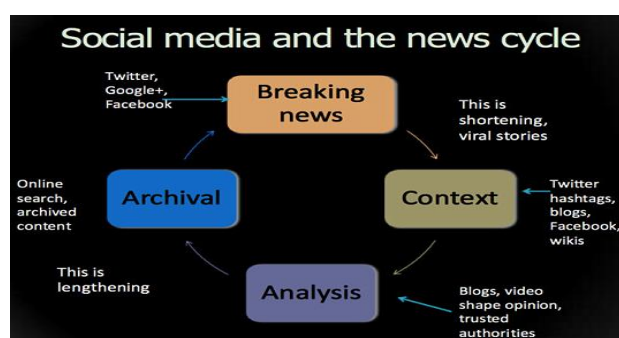 Social media and the news cycle
Twitter,
Google+,
Facebook
Breaking
news
This is
shortening,
viral stories
Online
search,
archived
content
Archival
Context
Twitter
hashtags,
blogs,
Facebook,
wikis
This is
lengthening
Analysis
Blogs, video
shape opinion,
trusted
authorities